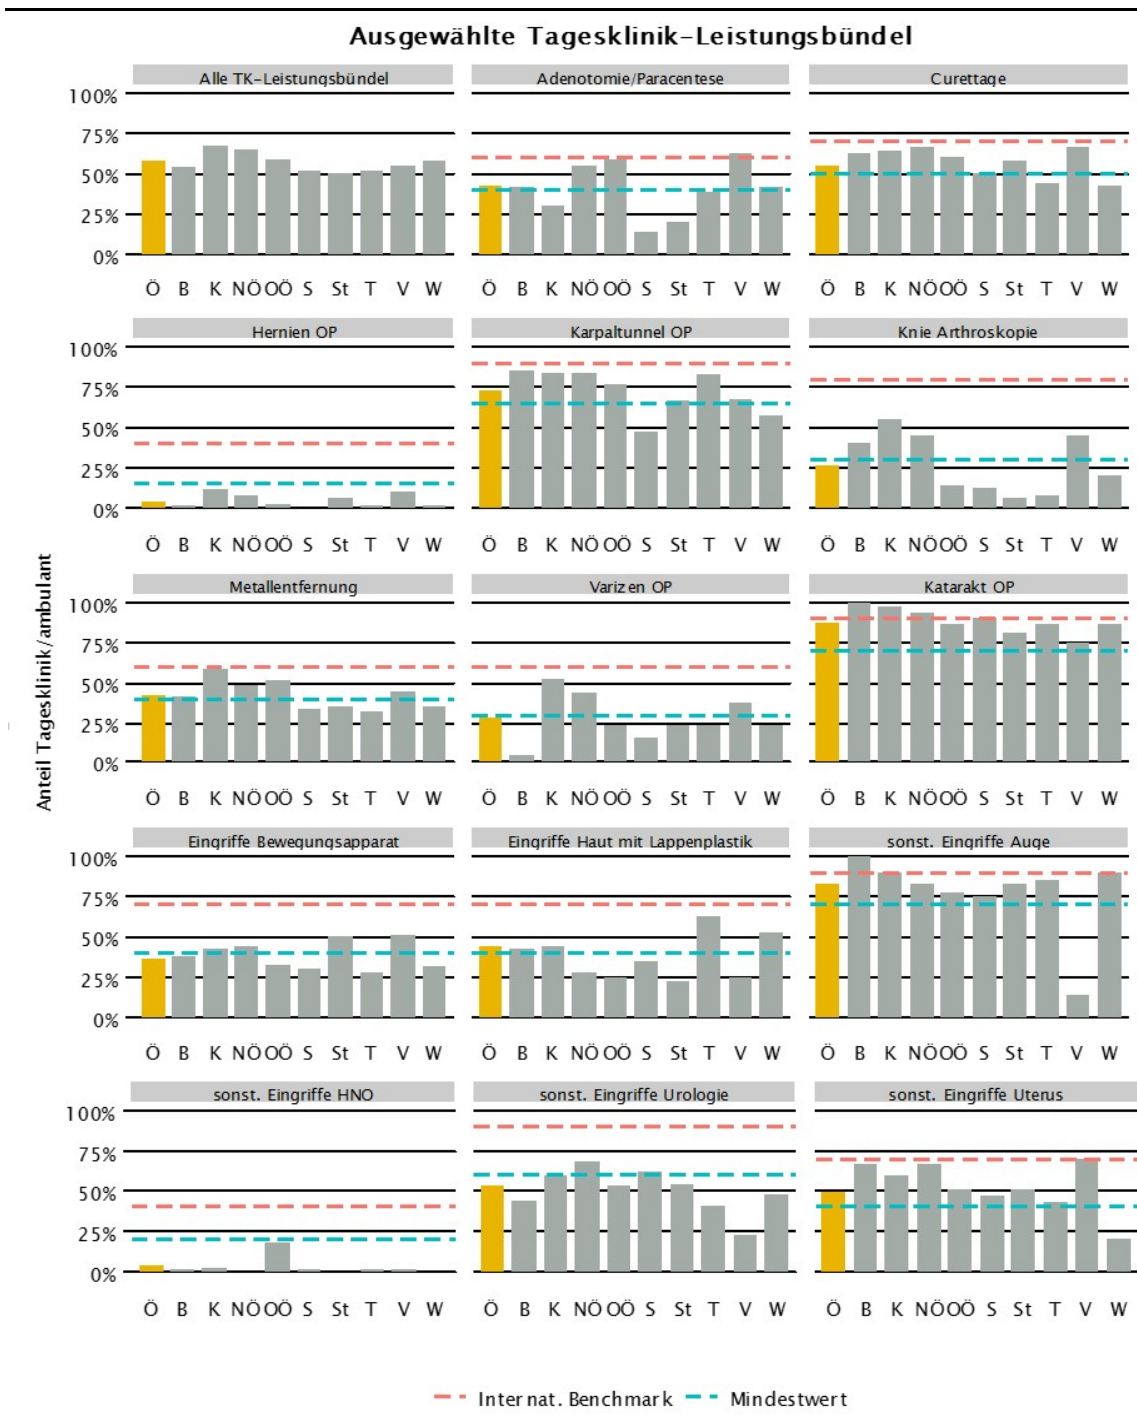 Ausgewählte Tagesklinik-Leistungsbündel
Anteil Tagesklinik/ambulant
Alle TK-Leistungsbündel
Adenotomie/Paracentese
Curettage
100%
75%
50%
25%
0%
Ö B K NÖ OÖ S St T V W
Ö B K NÖ OÖ S St T V W
Ö B K NÖ OÖ S St T V W
Hernien OP
Karpaltunnel OP
Knie Arthroskopie
100%
75%
50%
25%
0%
Ö B K NÖ OÖ S St T V W
Ö B K NÖ OÖ S St T V W
Ö B K NÖ OÖ S St T V W
Metallentfernung
Varizen OP
Katarakt OP
100%
75%
50%
25%
0%
Ö B K NÖ OÖ S St T V W
Ö B K NÖ OÖ S St T V W
Ö B K NÖ OÖ S St T V W
Eingriffe Bewegungsapparat
Eingriffe Haut mit Lappenplastik
sonst. Eingriffe Auge
100%
75%
50%
25%
0%
Ö B K NÖ OÖ S St T V W
Ö B K NÖ OÖ S St T V W
Ö B K NÖ OÖ S St T V W
sonst. Eingriffe HNO
sonst. Eingriffe Urologie
sonst. Eingriffe Uterus
100%
75%
50%
25%
0%
Ö B K NÖ OÖ S St T V W
Ö B K NÖ OÖ S St T V W
Ö B K NÖ OÖ S St T V W
Internat. Benchmark
Mindestwert